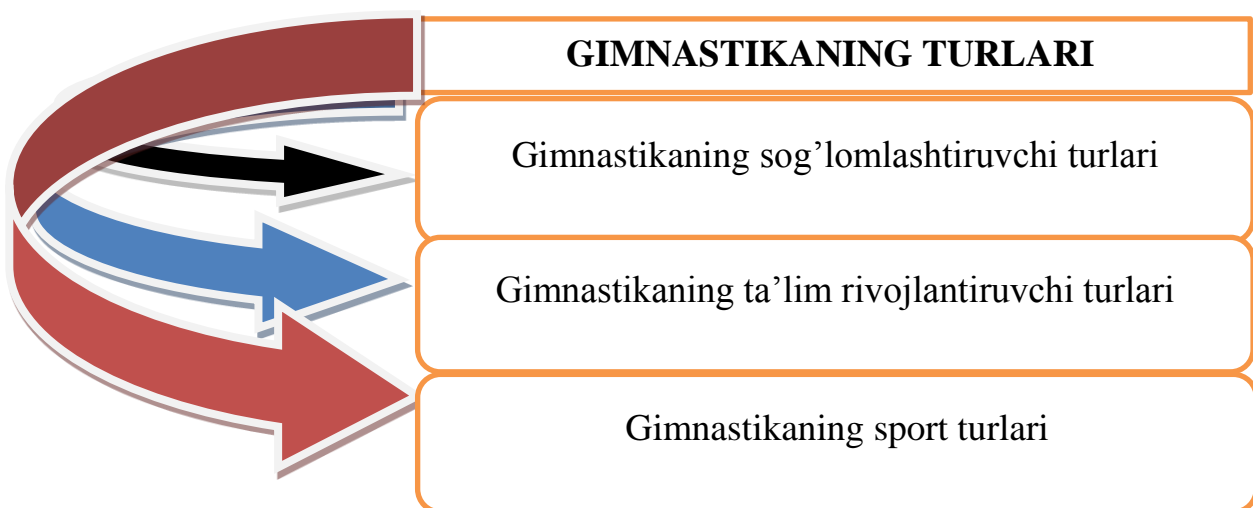 GIMNASTIKANING TURLARI
Gimnastikaning sog’lomlashtiruvchi turlari
Gimnastikaning ta’lim rivojlantiruvchi turlari
Gimnastikaning sport turlari